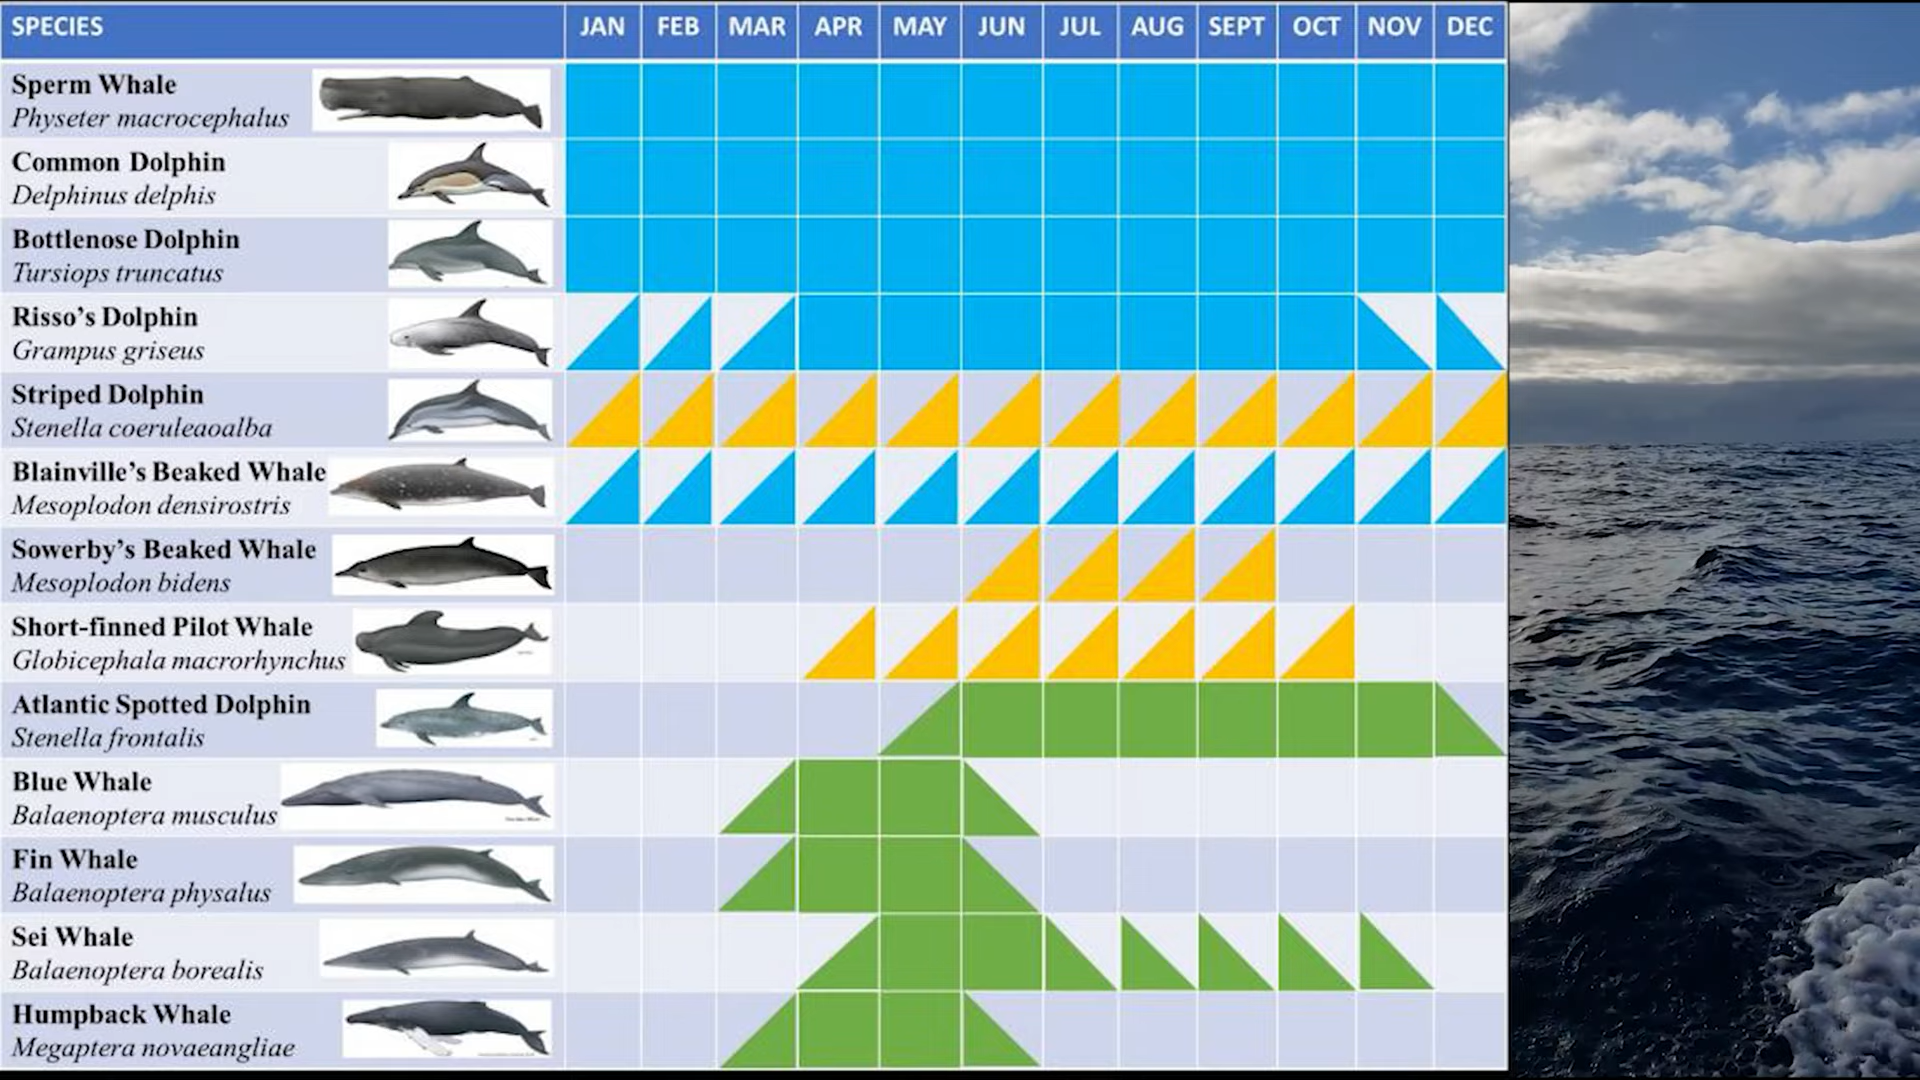 SPECIES JAN FEB MAR APR MAY JUN JUL AUG SEPT OCT NOV DEC
Sperm Whale
Physeter macrocephalus
Common Dolphin
Delphinus delphis
Bottlenose Dolphin
Tursiops truncatus
Risso's Dolphin
Grampus griseus
Striped Dolphin
Stenella coeruleaoalba
Blainville's Beaked Whale
Mesoplodon densirostris
Sowerby's Beaked Whale
Mesoplodon bidens
Short-finned Pilot Whale
Globicephala macrorhynchus
Atlantic Spotted Dolphin
Stenella frontalis
Blue Whale
Balaenoptera musculus
Fin Whale
Balaenoptera physalus
Sei Whale
Balaenoptera borealis
Humpback Whale
Megaptera novaeangliae